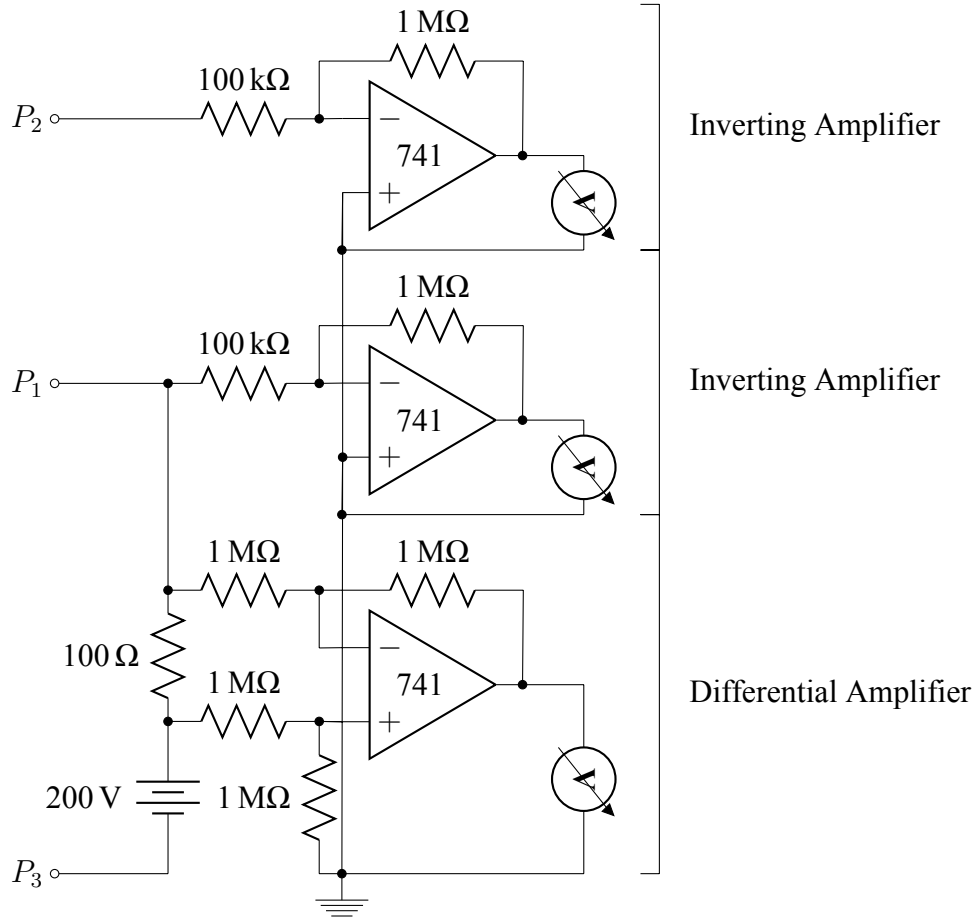 1 MΩ
100 kΩ
P₂
−
741
+
V
Inverting Amplifier
1 MΩ
100 kΩ
P₁
−
741
+
V
Inverting Amplifier
1 MΩ
1 MΩ
100 Ω
−
741
+
1 MΩ
V
Differential Amplifier
200 V
1 MΩ
P₃